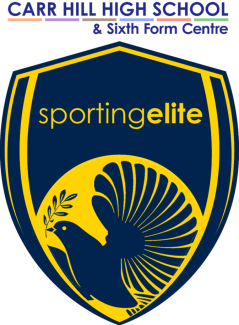 CARR HILL HIGH SCHOOL
& Sixth Form Centre
sportingelite